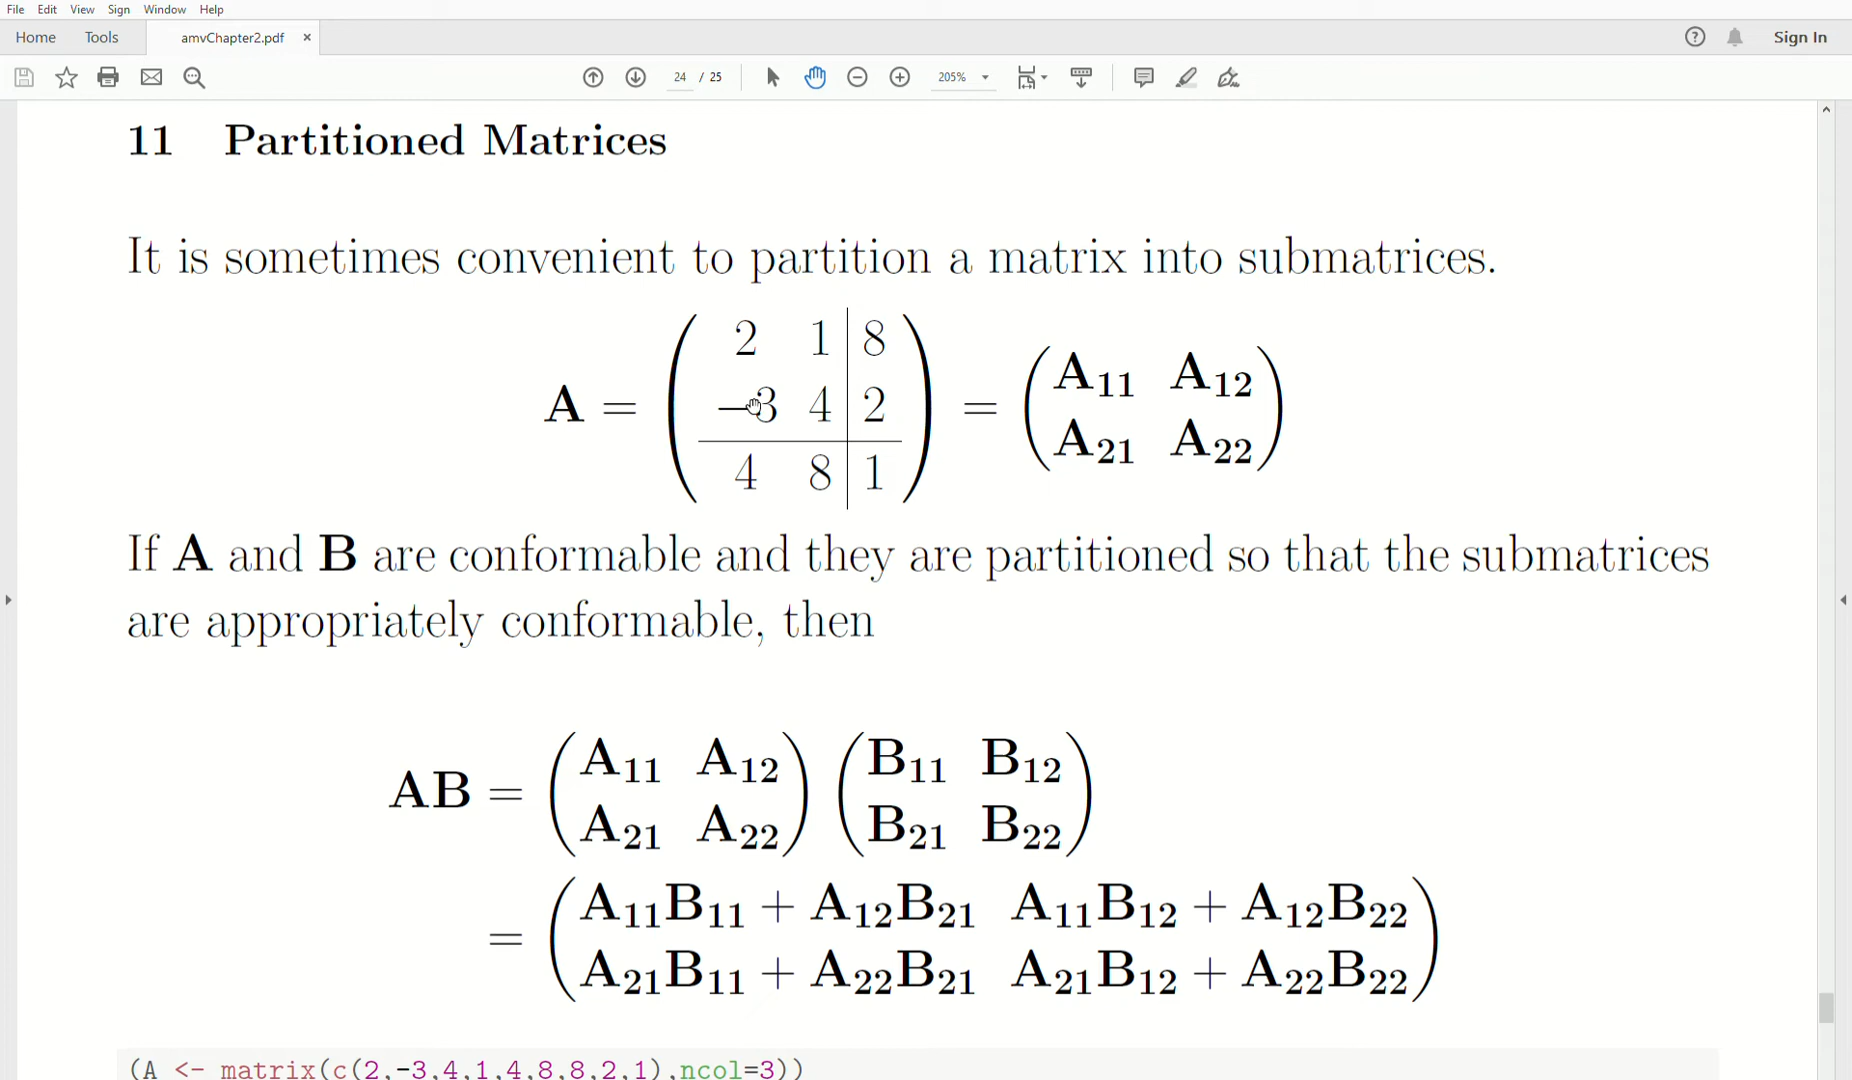 File Edit View Sign Window Help
Home Tools amvChapter2.pdf × Sign In
24 / 25 205%
11 Partitioned Matrices
It is sometimes convenient to partition a matrix into submatrices.
A = ( 2 1 | 8
−3 4 | 2
4 8 | 1 ) = ( A11 A12
A21 A22 )
If A and B are conformable and they are partitioned so that the submatrices
are appropriately conformable, then
AB = ( A11 A12
A21 A22 ) ( B11 B12
B21 B22 )
= ( A11B11 + A12B21 A11B12 + A12B22
A21B11 + A22B21 A21B12 + A22B22 )
(A <- matrix(c(2,-3,4,1,4,8,8,2,1),ncol=3))